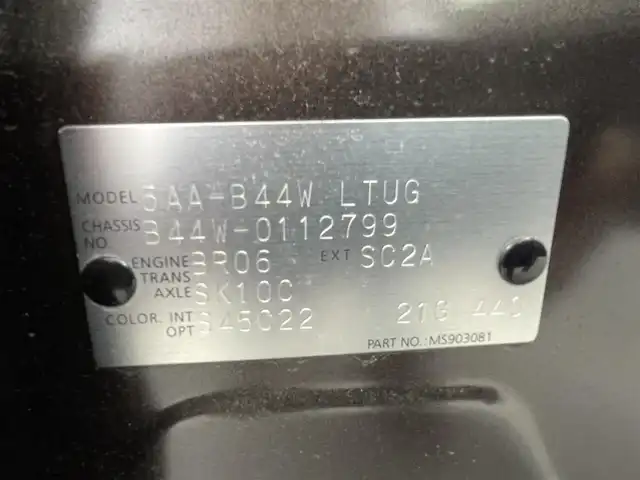 MODEL 5AA-B44W LTUG
CHASSIS NO B44W-0112799
ENGINE BR06 EXT SC2A
TRANS AXLE SK10C
COLOR. INT OPT S45C22 21G 440
PART NO.:MS903081